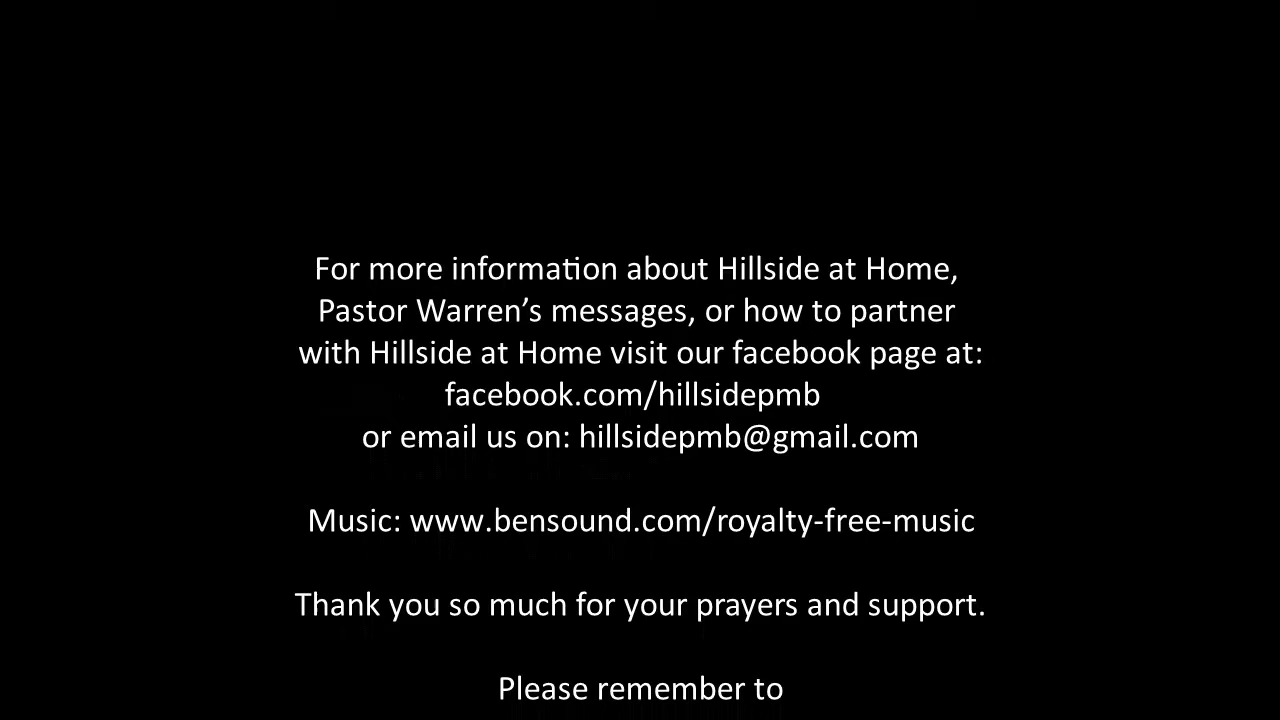 For more information about Hillside at Home,
Pastor Warren’s messages, or how to partner
with Hillside at Home visit our facebook page at:
facebook.com/hillsidepmb
or email us on: hillsidepmb@gmail.com
Music: www.bensound.com/royalty-free-music
Thank you so much for your prayers and support.
Please remember to